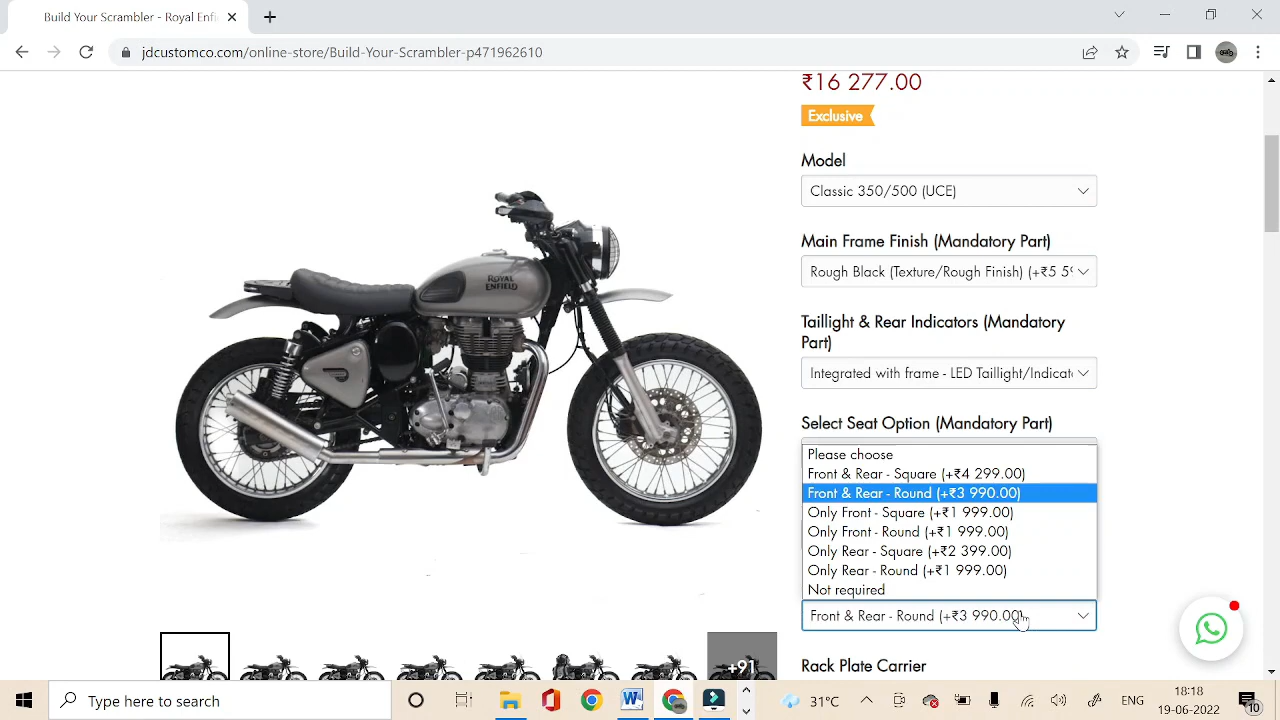 Build Your Scrambler - Royal Enfi
jdcustomco.com/online-store/Build-Your-Scrambler-p471962610
₹16 277.00
Exclusive
Model
Classic 350/500 (UCE)
Main Frame Finish (Mandatory Part)
Rough Black (Texture/Rough Finish) (+₹5 59
Taillight & Rear Indicators (Mandatory
Part)
Integrated with frame - LED Taillight/Indicat
Select Seat Option (Mandatory Part)
Please choose
Front & Rear - Square (+₹4 299.00)
Front & Rear - Round (+₹3 990.00)
Only Front - Square (+₹1 999.00)
Only Front - Round (+₹1 999.00)
Only Rear - Square (+₹2 399.00)
Only Rear - Round (+₹1 999.00)
Not required
Front & Rear - Round (+₹3 990.00)
Rack Plate Carrier
ROYAL
ENFIELD
+91
Type here to search
31°C
ENG
18:18
19-06-2022
10